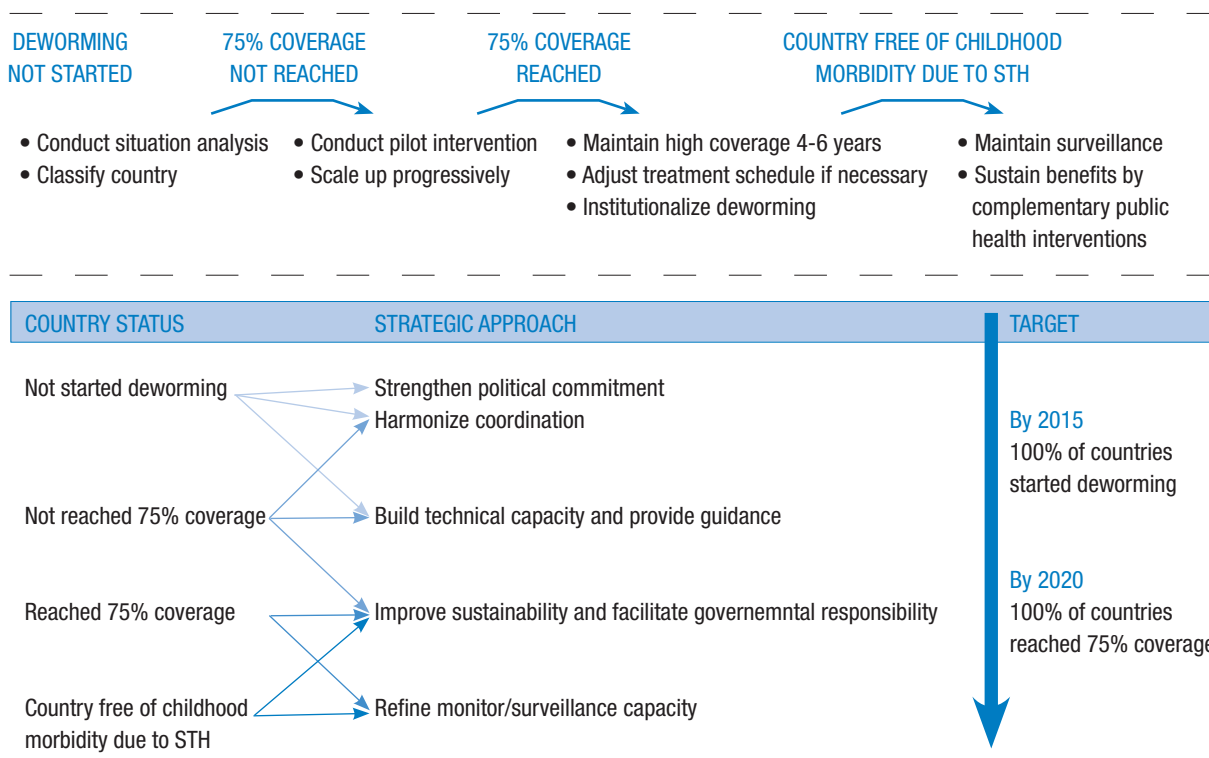 DEWORMING
NOT STARTED
75% COVERAGE
NOT REACHED
75% COVERAGE
REACHED
COUNTRY FREE OF CHILDHOOD
MORBIDITY DUE TO STH
• Conduct situation analysis
• Classify country
• Conduct pilot intervention
• Scale up progressively
• Maintain high coverage 4-6 years
• Adjust treatment schedule if necessary
• Institutionalize deworming
• Maintain surveillance
• Sustain benefits by
complementary public
health interventions
COUNTRY STATUS
STRATEGIC APPROACH
TARGET
Not started deworming
Strengthen political commitment
Harmonize coordination
By 2015
100% of countries
started deworming
Not reached 75% coverage
Build technical capacity and provide guidance
By 2020
100% of countries
reached 75% coverage
Reached 75% coverage
Improve sustainability and facilitate governemntal responsibility
Country free of childhood
morbidity due to STH
Refine monitor/surveillance capacity